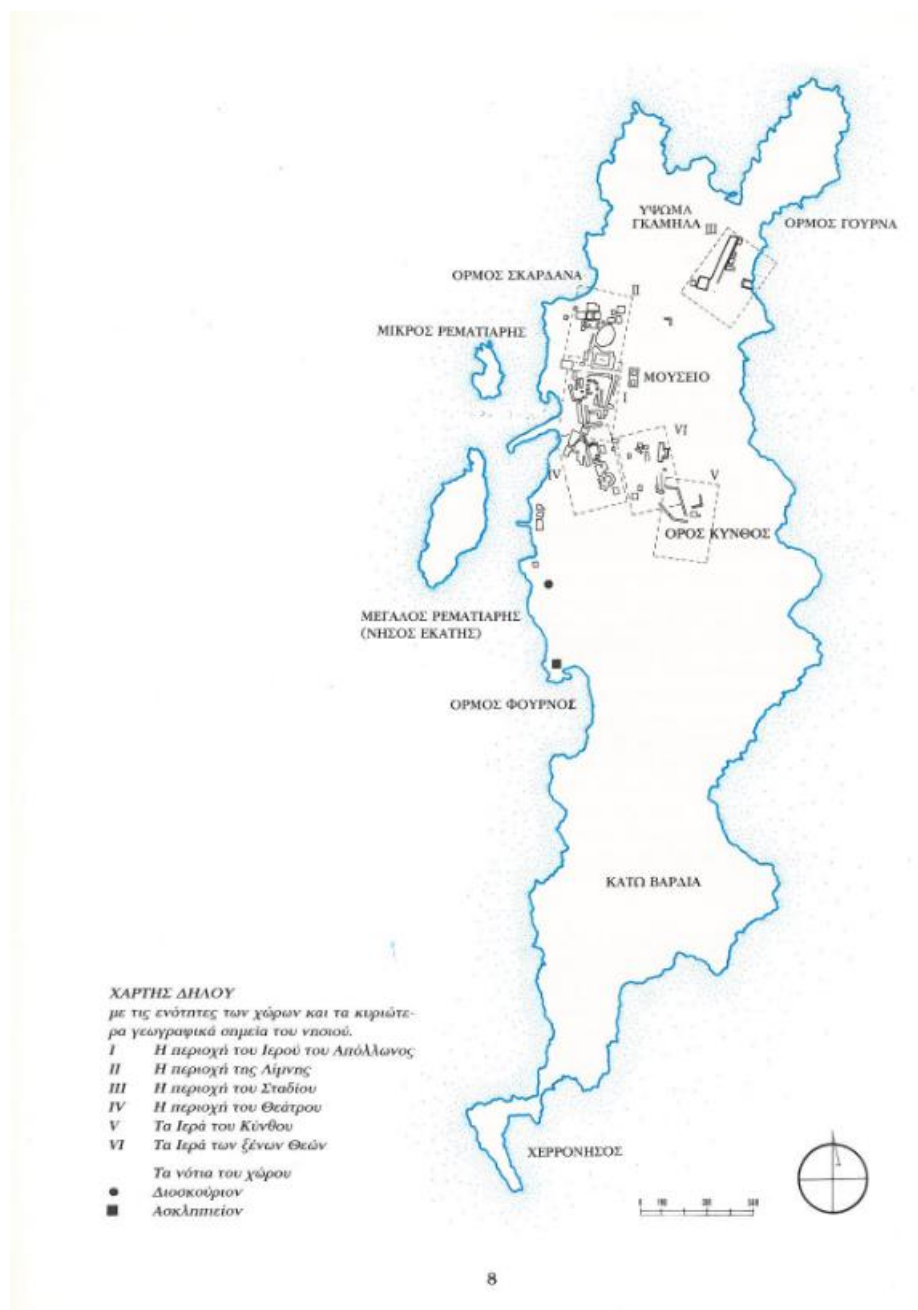 ΥΨΩΜΑ
ΓΚΑΜΗΛΑ
III
ΟΡΜΟΣ ΓΟΥΡΝΑ
ΟΡΜΟΣ ΣΚΑΡΔΑΝΑ
II
ΜΙΚΡΟΣ ΡΕΜΑΤΙΑΡΗΣ
ΜΟΥΣΕΙΟ
I
VI
IV
V
ΟΡΟΣ ΚΥΝΘΟΣ
ΜΕΓΑΛΟΣ ΡΕΜΑΤΙΑΡΗΣ
(ΝΗΣΟΣ ΕΚΑΤΗΣ)
ΟΡΜΟΣ ΦΟΥΡΝΟΣ
ΚΑΤΩ ΒΑΡΔΙΑ
ΧΑΡΤΗΣ ΔΗΛΟΥ
με τις ενότητες των χώρων και τα κυριώτε-
ρα γεωγραφικά σημεία του νησιού.
I Η περιοχή του Ιερού του Απόλλωνος
II Η περιοχή της Λίμνης
III Η περιοχή του Σταδίου
IV Η περιοχή του Θεάτρου
V Τα Ιερά του Κύνθου
VI Τα Ιερά των ξένων Θεών
Τα νότια του χώρου
Διοσκούριον
Ασκληπιείον
ΧΕΡΡΟΝΗΣΟΣ
8